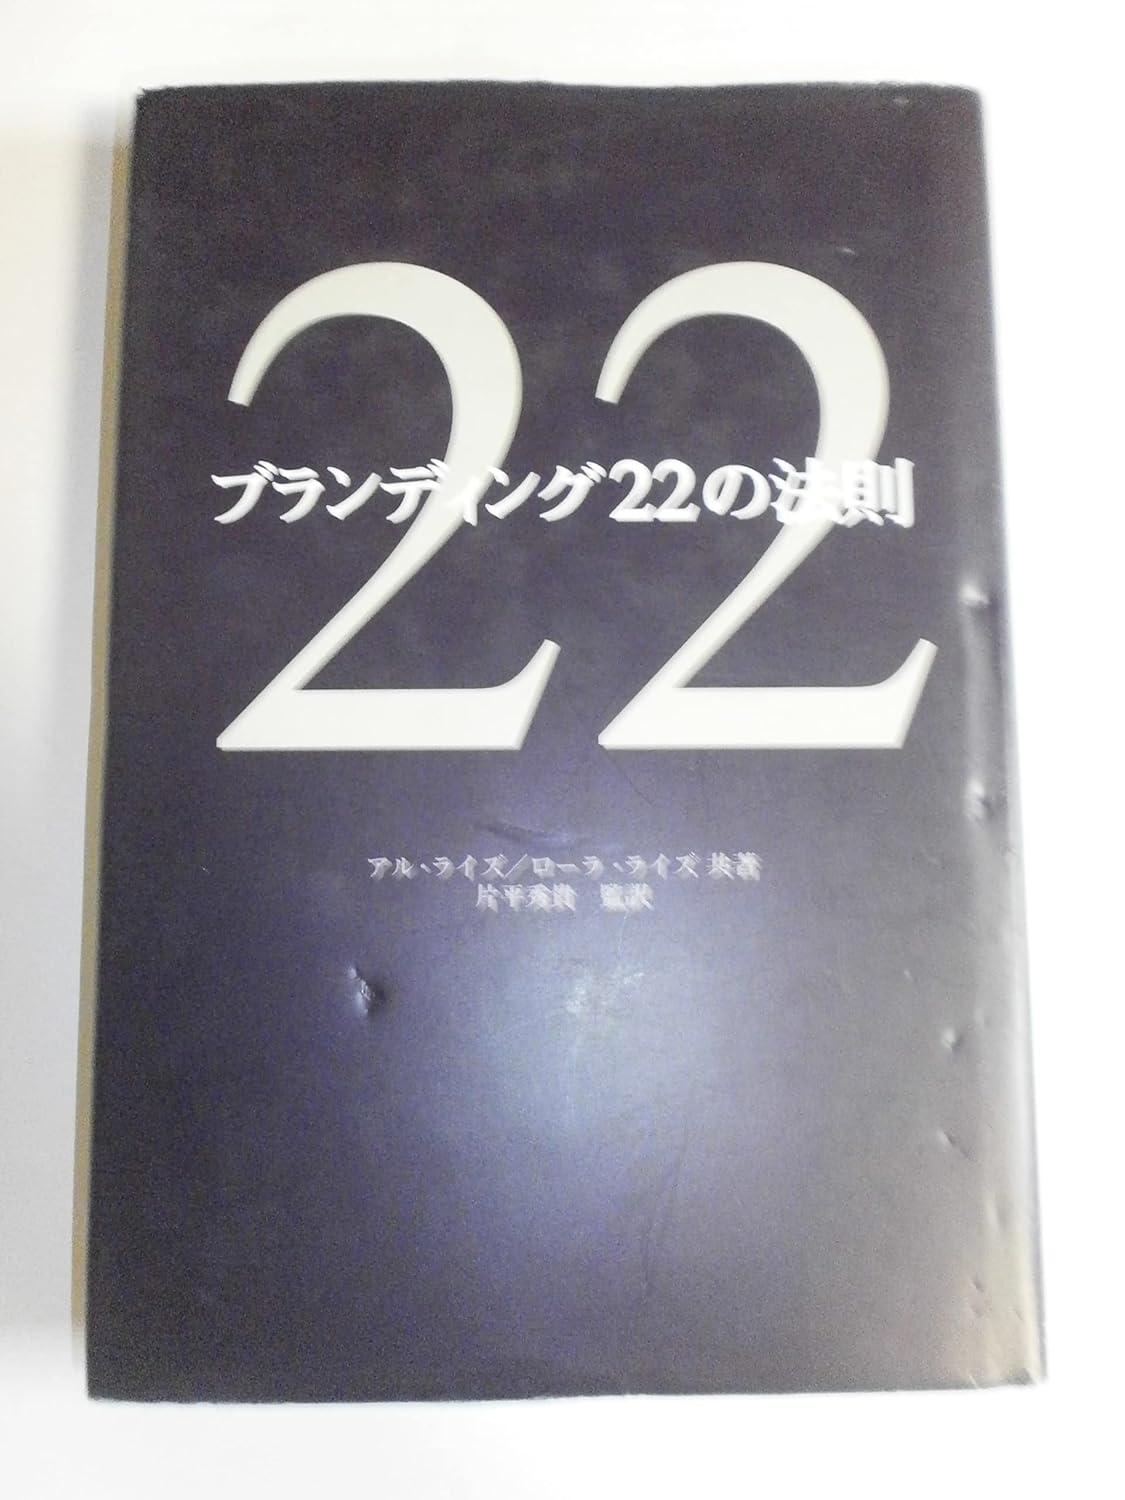 22
ブランディング22の法則
アル・ライズ／ローラ・ライズ 共著
片平秀貴 監訳